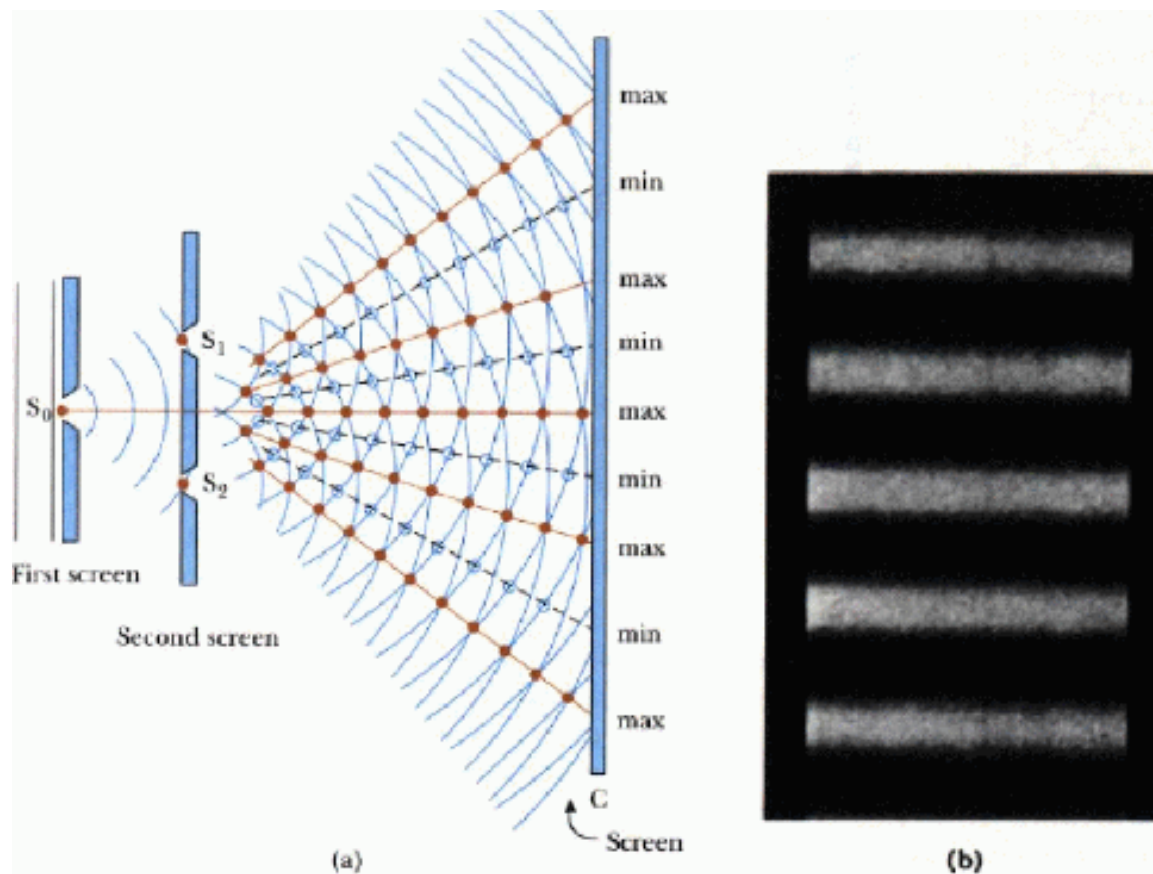 max
min
max
min
max
min
max
min
max
S₀
S₁
S₂
First screen
Second screen
C
Screen
(a)
(b)